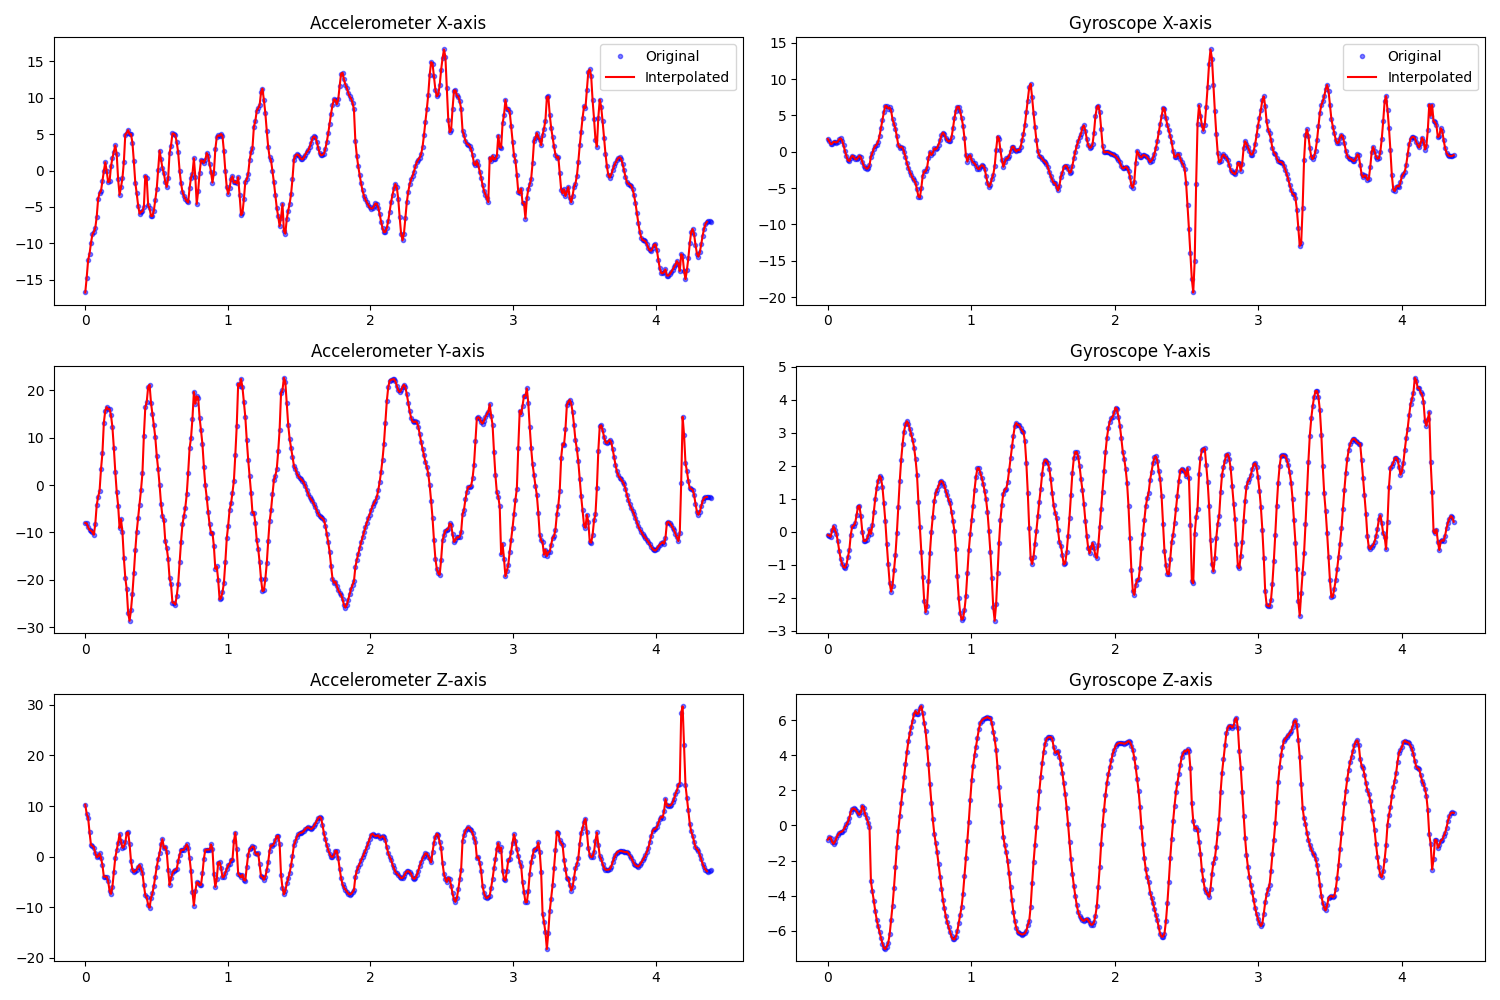 Accelerometer X-axis
15
10
5
0
−5
−10
−15
0 1 2 3 4
Original
Interpolated
Gyroscope X-axis
15
10
5
0
−5
−10
−15
−20
0 1 2 3 4
Original
Interpolated
Accelerometer Y-axis
20
10
0
−10
−20
−30
0 1 2 3 4
Gyroscope Y-axis
5
4
3
2
1
0
−1
−2
−3
0 1 2 3 4
Accelerometer Z-axis
30
20
10
0
−10
−20
0 1 2 3 4
Gyroscope Z-axis
6
4
2
0
−2
−4
−6
0 1 2 3 4